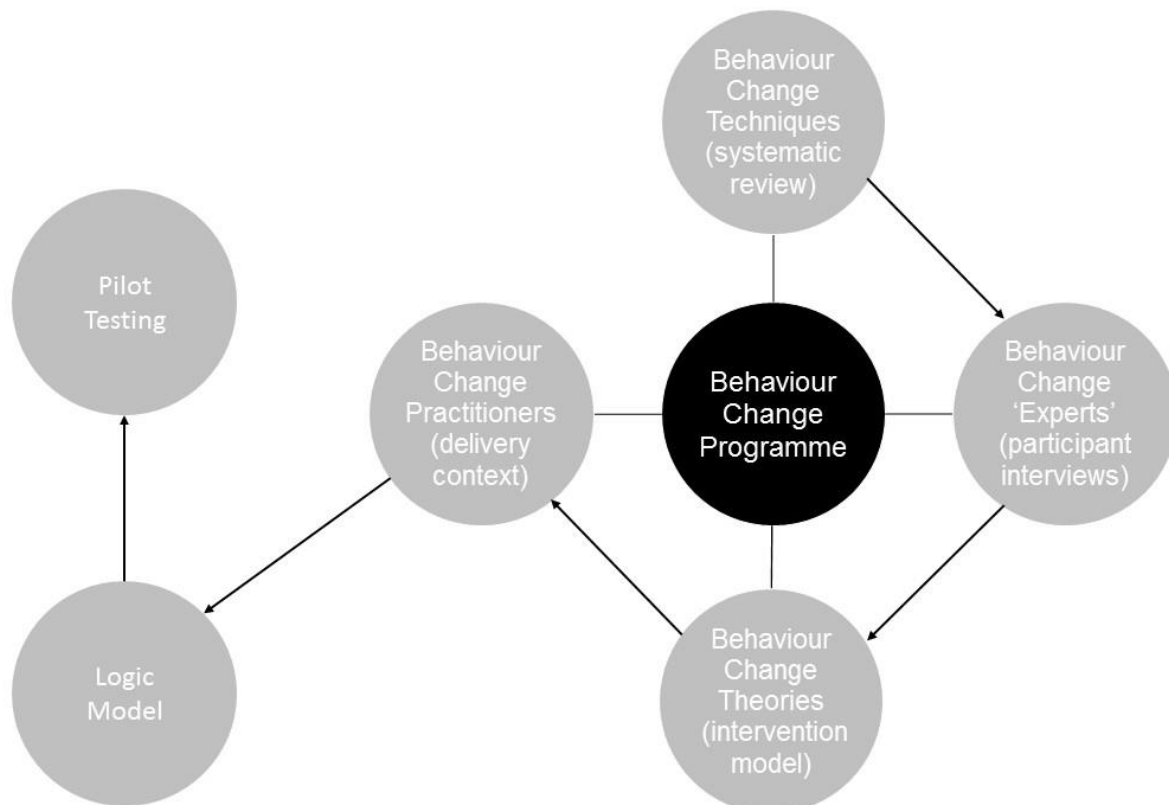 Behaviour
Change
Techniques
(systematic
review)
Pilot
Testing
Behaviour
Change
Practitioners
(delivery
context)
Behaviour
Change
Programme
Behaviour
Change
‘Experts’
(participant
interviews)
Logic
Model
Behaviour
Change
Theories
(intervention
model)